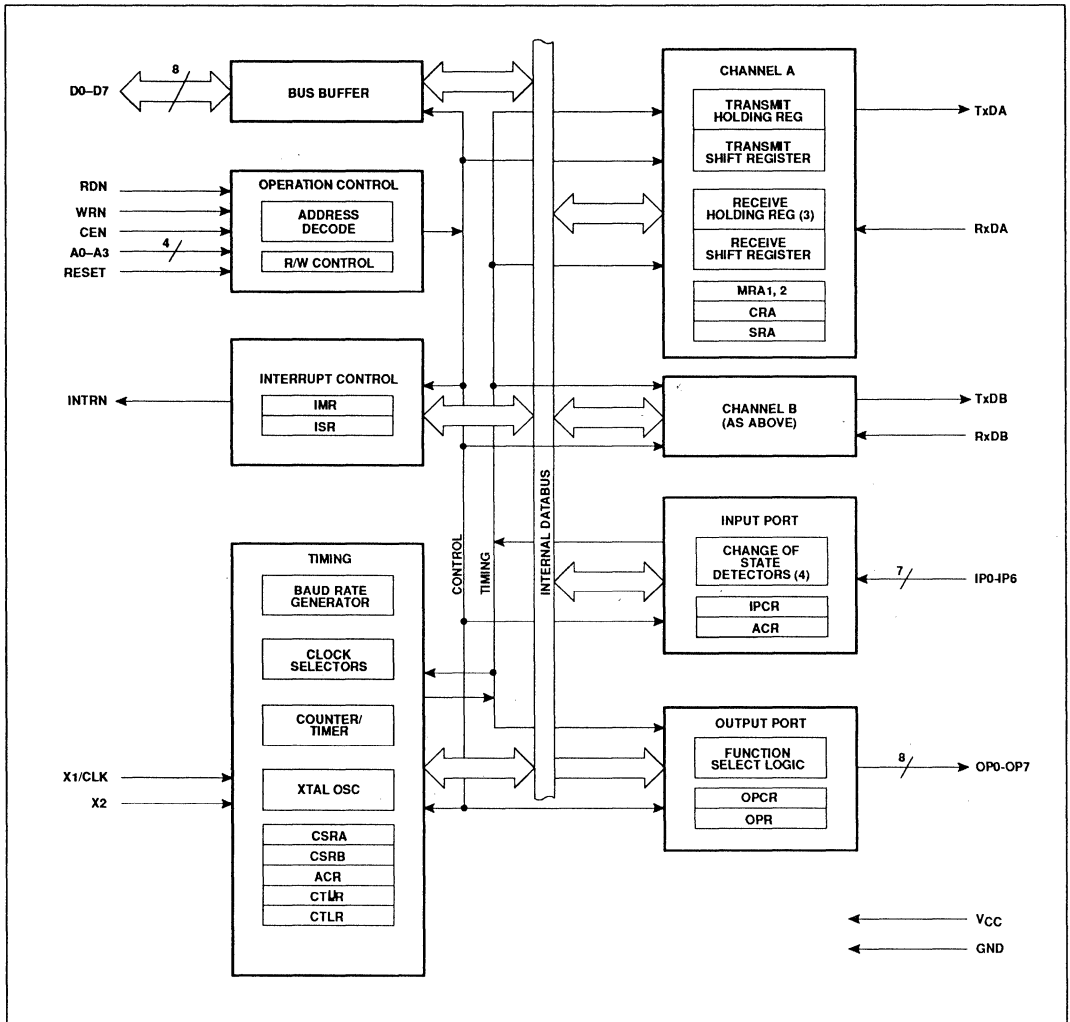 D0–D7
8
BUS BUFFER
RDN
WRN
CEN
A0–A3
4
RESET
OPERATION CONTROL
ADDRESS
DECODE
R/W CONTROL
INTRN
INTERRUPT CONTROL
IMR
ISR
TIMING
BAUD RATE
GENERATOR
CLOCK
SELECTORS
COUNTER/
TIMER
XTAL OSC
CSRA
CSRB
ACR
CTUR
CTLR
X1/CLK
X2
CONTROL
TIMING
INTERNAL DATABUS
CHANNEL A
TRANSMIT
HOLDING REG
TRANSMIT
SHIFT REGISTER
RECEIVE
HOLDING REG (3)
RECEIVE
SHIFT REGISTER
MRA1, 2
CRA
SRA
TxDA
RxDA
CHANNEL B
(AS ABOVE)
TxDB
RxDB
INPUT PORT
CHANGE OF
STATE
DETECTORS (4)
IPCR
ACR
7
IP0-IP6
OUTPUT PORT
FUNCTION
SELECT LOGIC
OPCR
OPR
8
OP0-OP7
VCC
GND